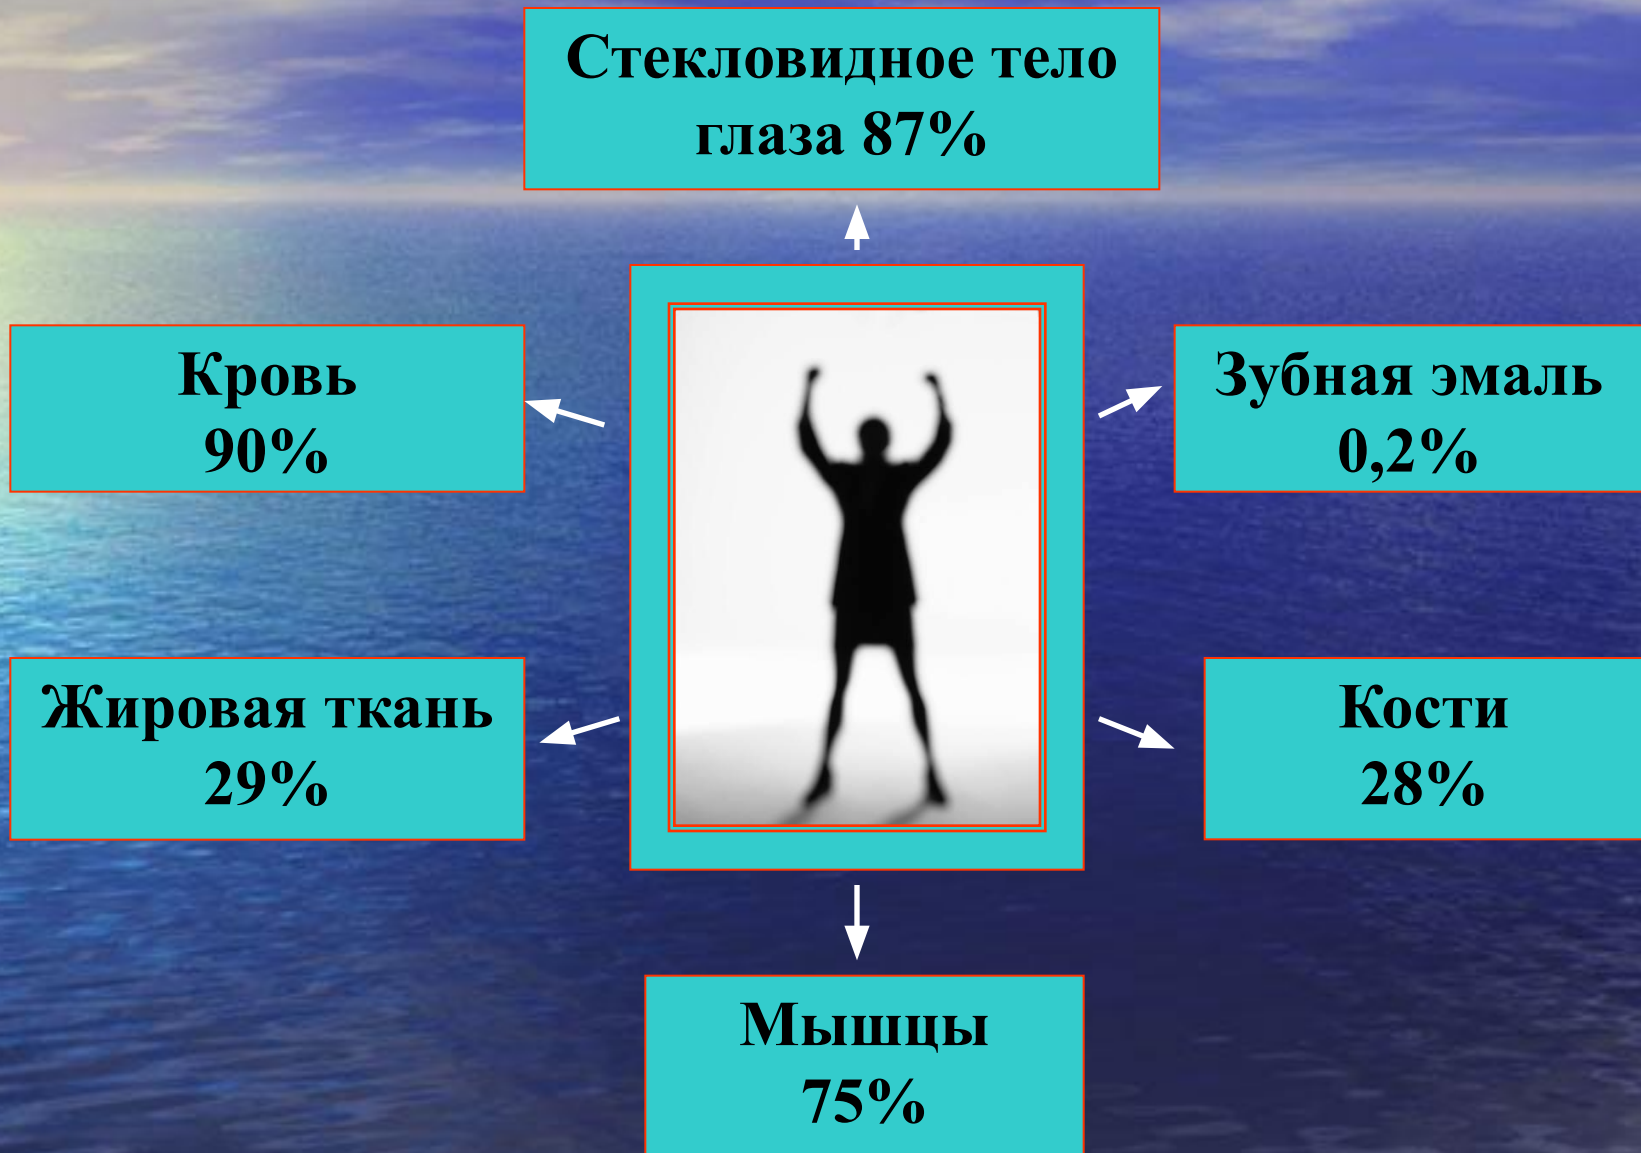 Стекловидное тело
глаза 87%
Кровь
90%
Зубная эмаль
0,2%
Жировая ткань
29%
Кости
28%
Мышцы
75%